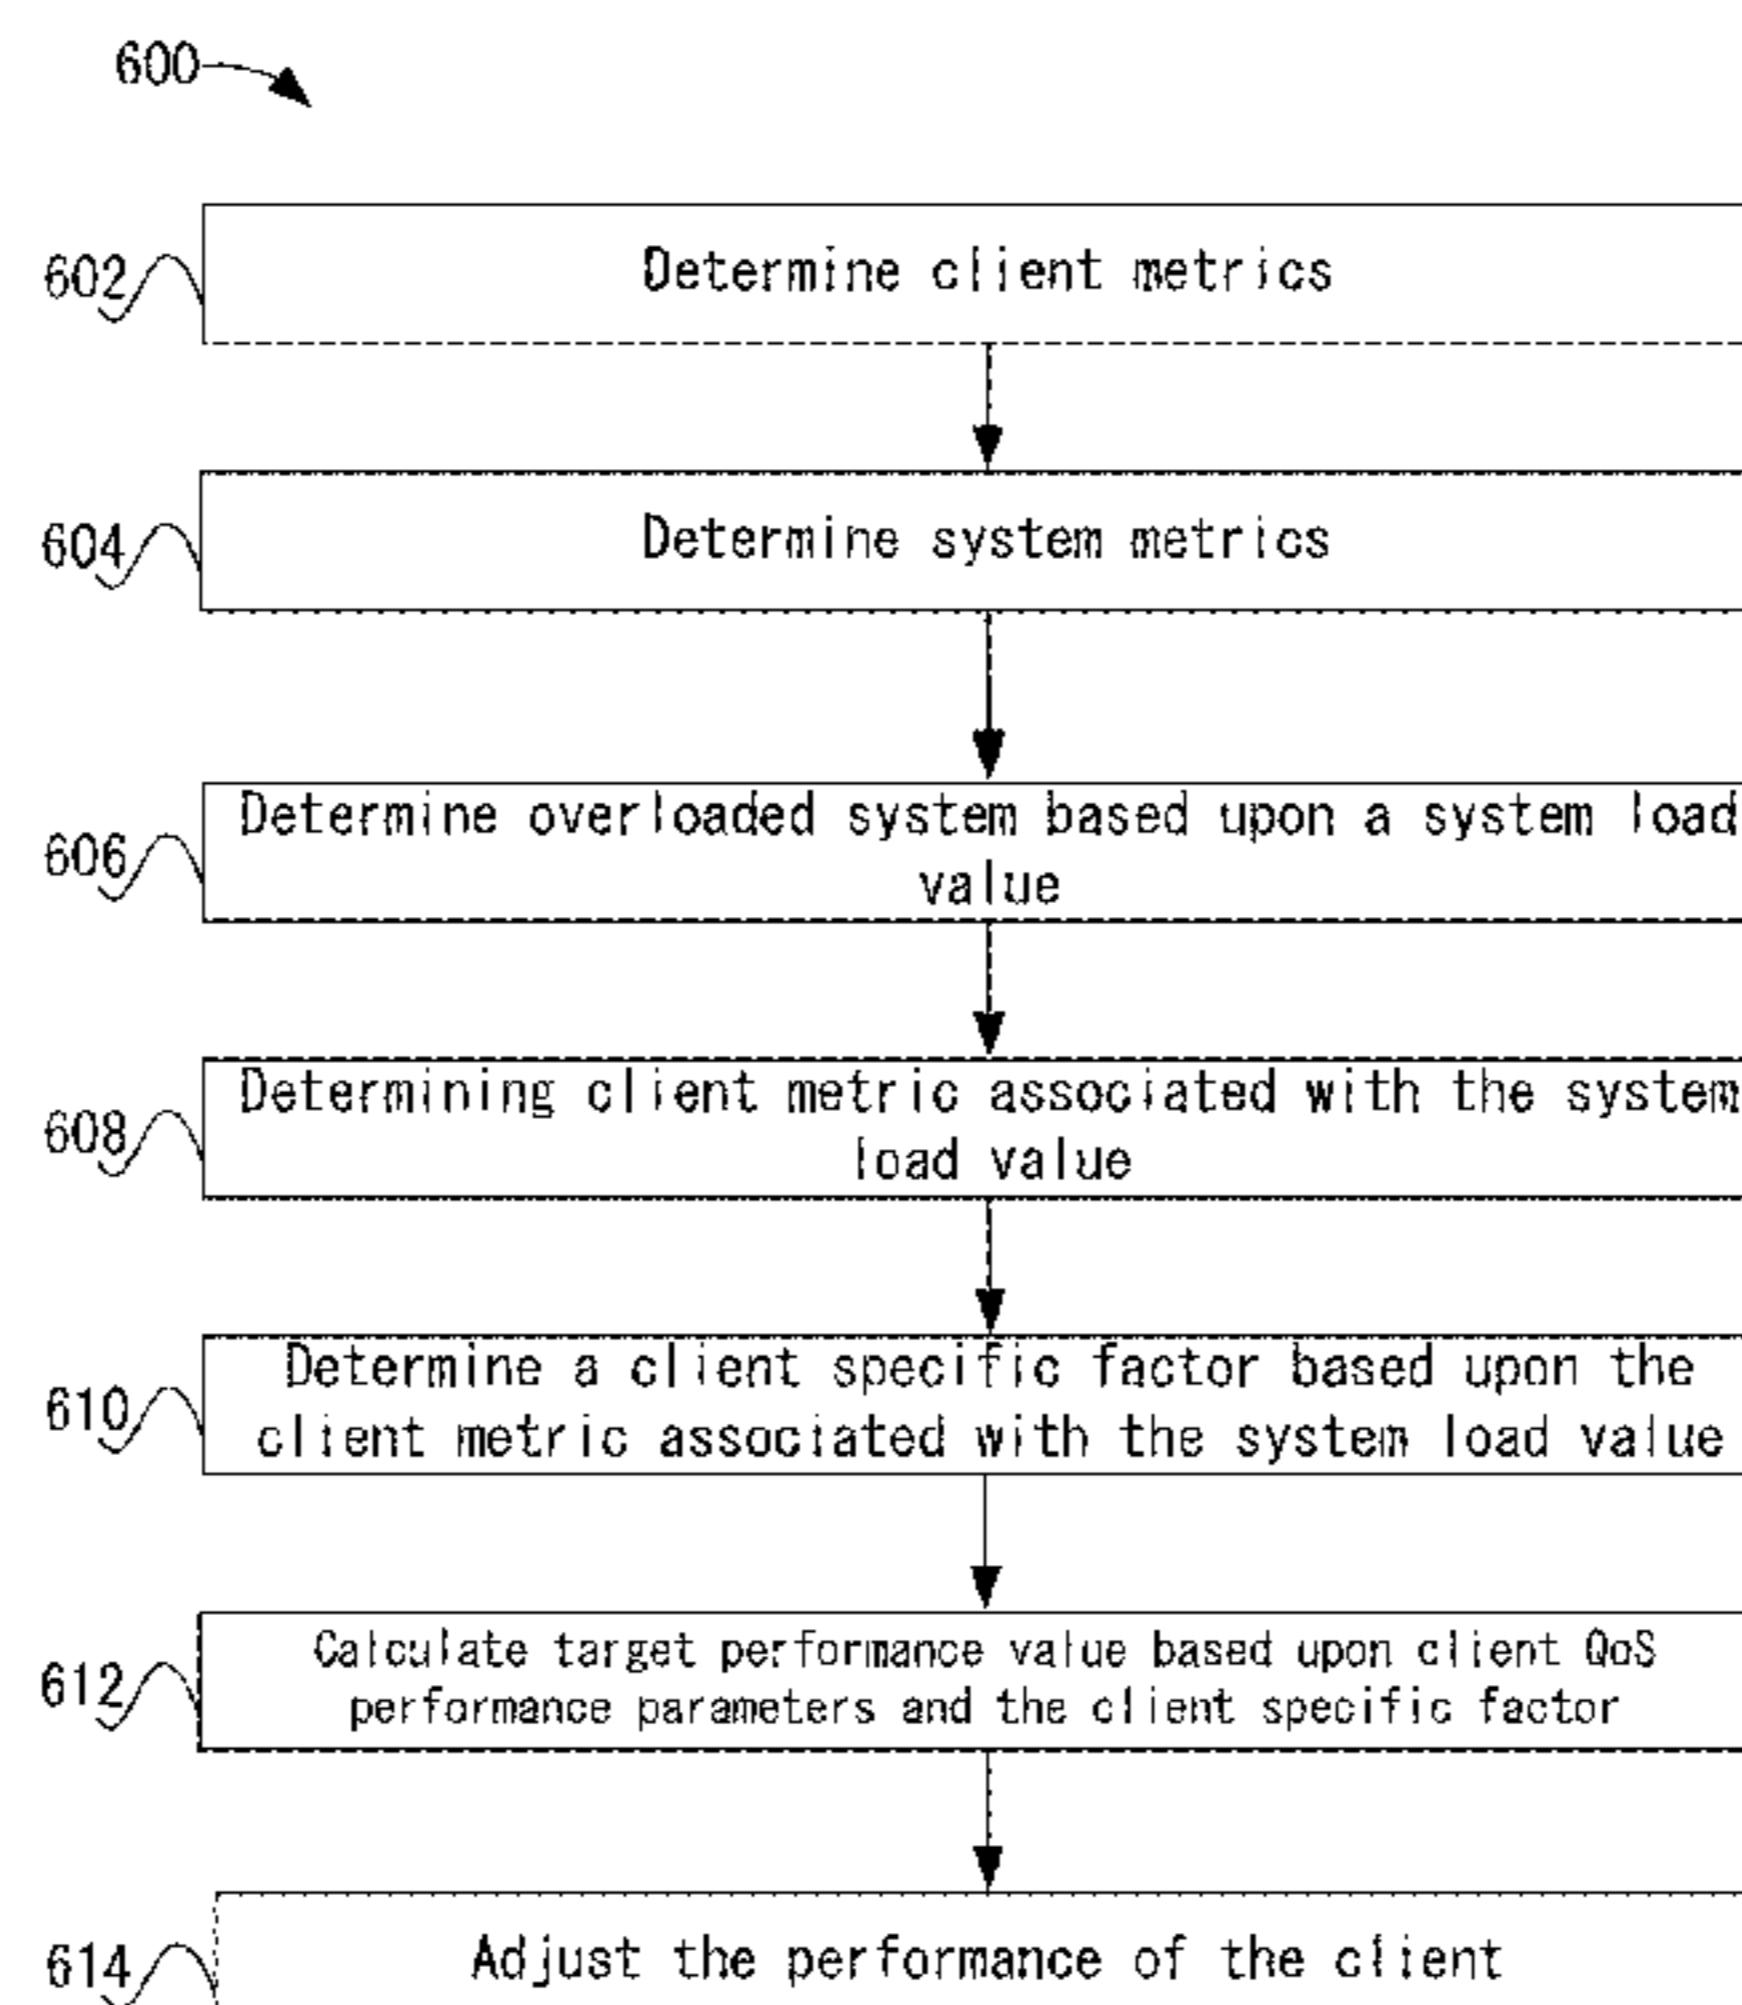 600
602
Determine client metrics
604
Determine system metrics
606
Determine overloaded system based upon a system load
value
608
Determining client metric associated with the system
load value
610
Determine a client specific factor based upon the
client metric associated with the system load value
612
Calculate target performance value based upon client QoS
performance parameters and the client specific factor
614
Adjust the performance of the client